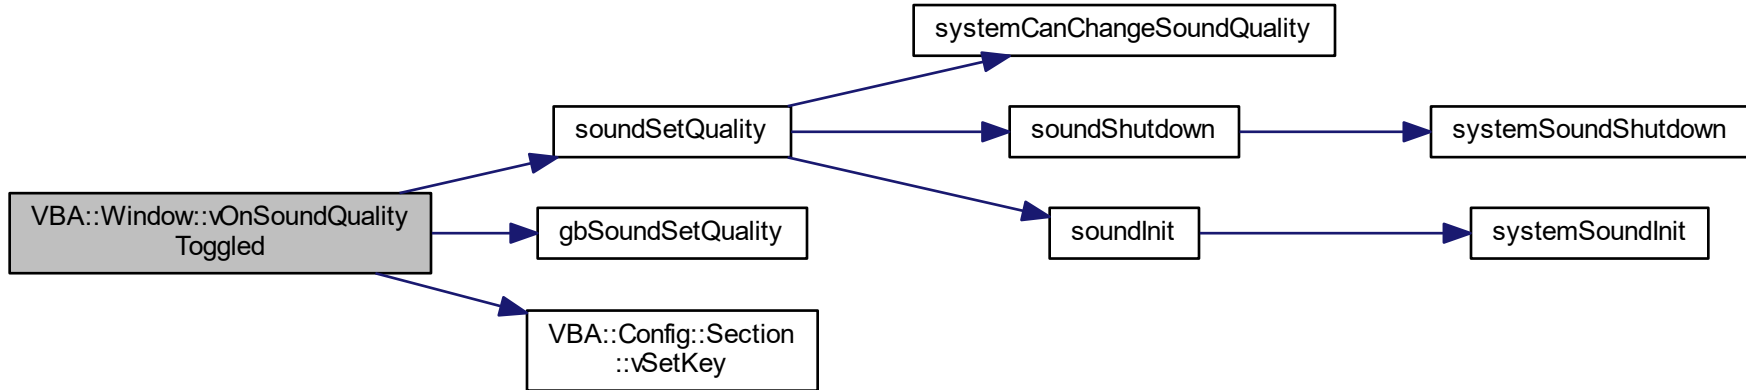 systemCanChangeSoundQuality
soundSetQuality
soundShutdown
systemSoundShutdown
VBA::Window::vOnSoundQuality
Toggled
gbSoundSetQuality
soundInit
systemSoundInit
VBA::Config::Section
::vSetKey